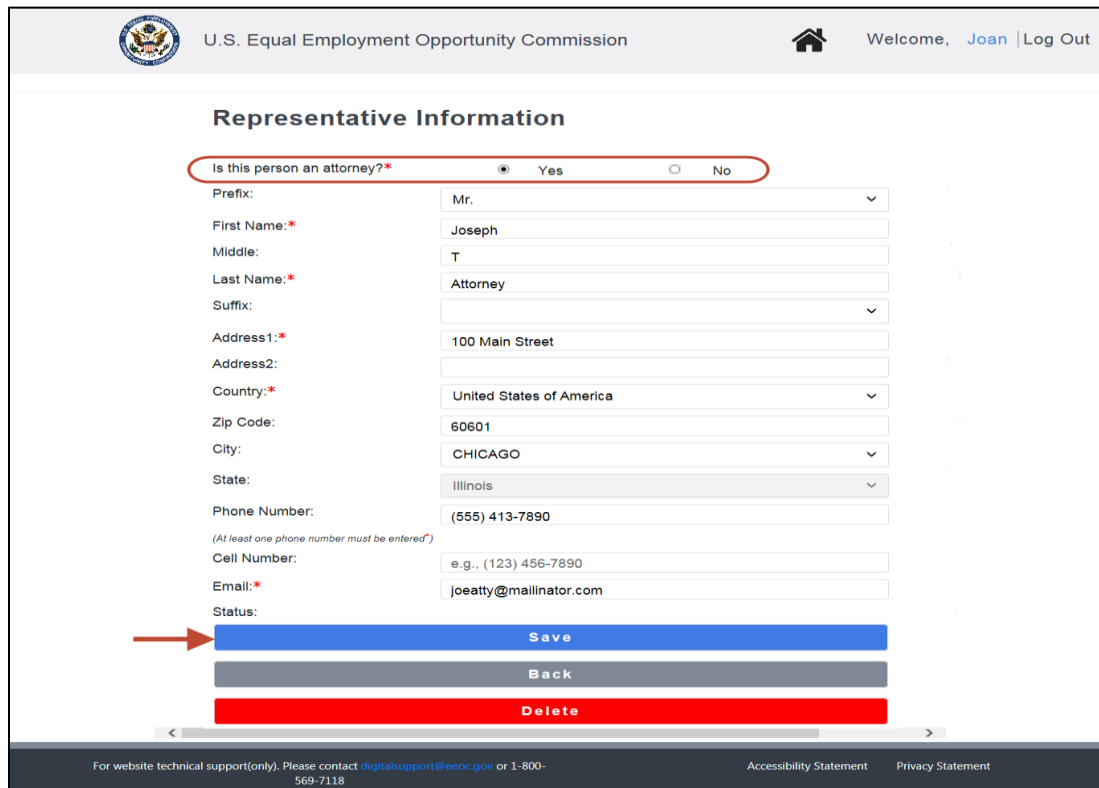 U.S. Equal Employment Opportunity Commission Welcome, Joan |Log Out
Representative Information
Is this person an attorney?* Yes No
Prefix: Mr.
First Name:* Joseph
Middle: T
Last Name:* Attorney
Suffix:
Address1:* 100 Main Street
Address2:
Country:* United States of America
Zip Code: 60601
City: CHICAGO
State: Illinois
Phone Number: (555) 413-7890
(At least one phone number must be entered*)
Cell Number: e.g., (123) 456-7890
Email:* joeatty@mailinator.com
Status:
Save
Back
Delete
For website technical support(only). Please contact digitalsupport@eeoc.gov or 1-800-
569-7118
Accessibility Statement Privacy Statement